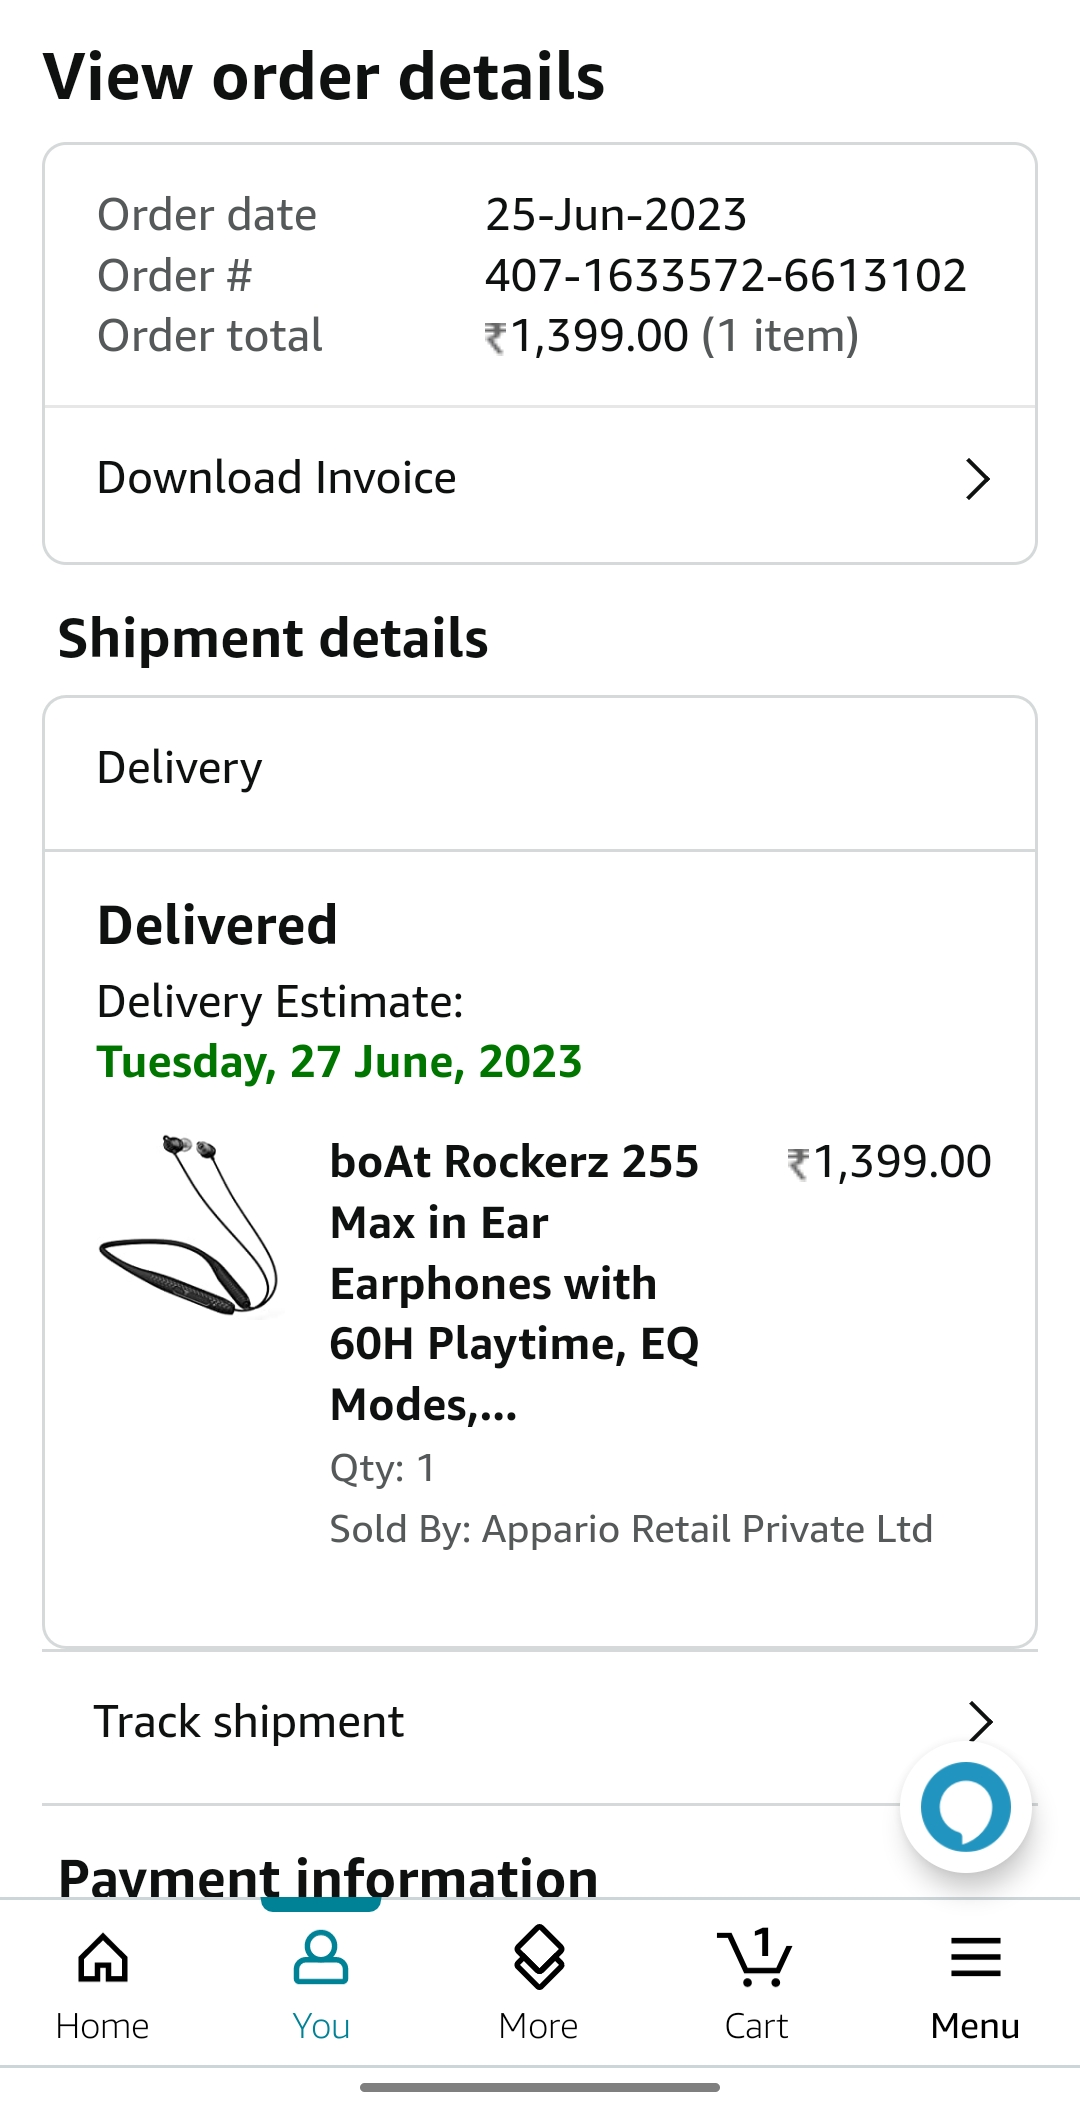 View order details
Order date 25-Jun-2023
Order # 407-1633572-6613102
Order total ₹1,399.00 (1 item)
Download Invoice
Shipment details
Delivery
Delivered
Delivery Estimate:
Tuesday, 27 June, 2023
boAt Rockerz 255 ₹1,399.00
Max in Ear
Earphones with
60H Playtime, EQ
Modes,...
Qty: 1
Sold By: Appario Retail Private Ltd
Track shipment
Payment information
1
Home You More Cart Menu